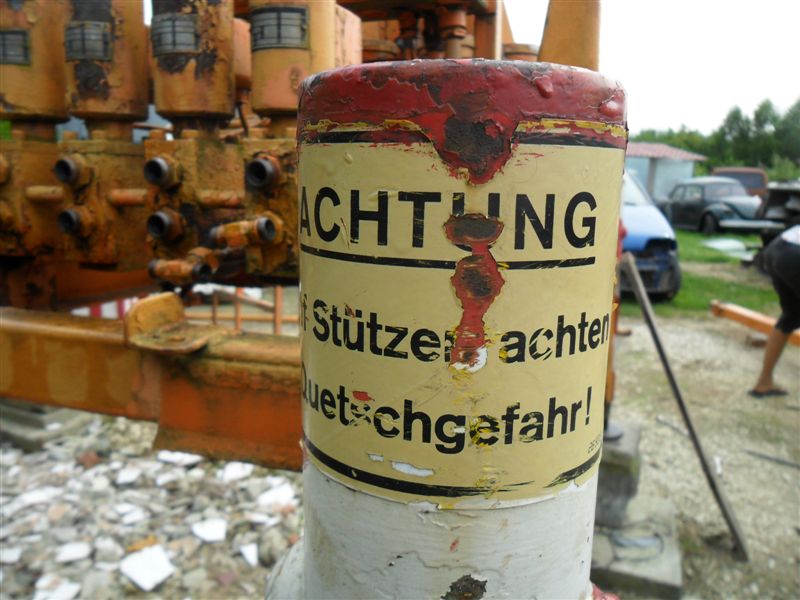 ACHTUNG
f Stützen achten
Quetschgefahr!